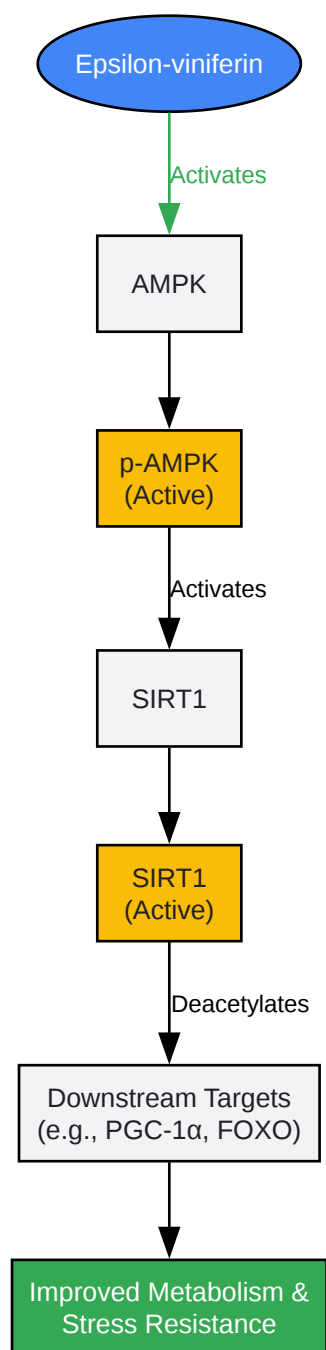 Epsilon-viniferin
Activates
AMPK
p-AMPK
(Active)
Activates
SIRT1
SIRT1
(Active)
Deacetylates
Downstream Targets
(e.g., PGC-1α, FOXO)
Improved Metabolism &
Stress Resistance